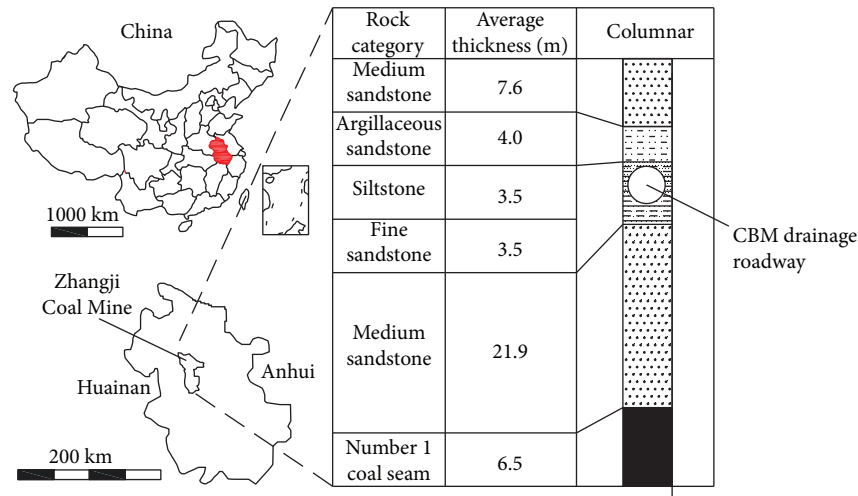 China
1000 km
Zhangji
Coal Mine
Anhui
Huainan
200 km
Rock
category
Average
thickness (m)
Columnar
Medium
sandstone
7.6
Argillaceous
sandstone
4.0
Siltstone
3.5
Fine
sandstone
3.5
Medium
sandstone
21.9
Number 1
coal seam
6.5
CBM drainage
roadway